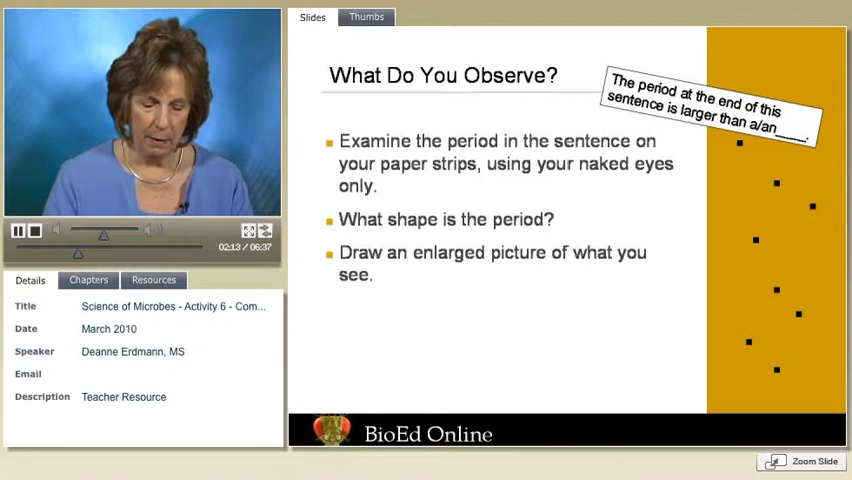 Slides
Thumbs
What Do You Observe?
The period at the end of this
sentence is larger than a/an_____.
Examine the period in the sentence on
your paper strips, using your naked eyes
only.
What shape is the period?
Draw an enlarged picture of what you
see.
02:13 / 06:37
Details
Chapters
Resources
Title
Science of Microbes - Activity 6 - Com...
Date
March 2010
Speaker
Deanne Erdmann, MS
Email
Description
Teacher Resource
BioEd Online
Zoom Slide